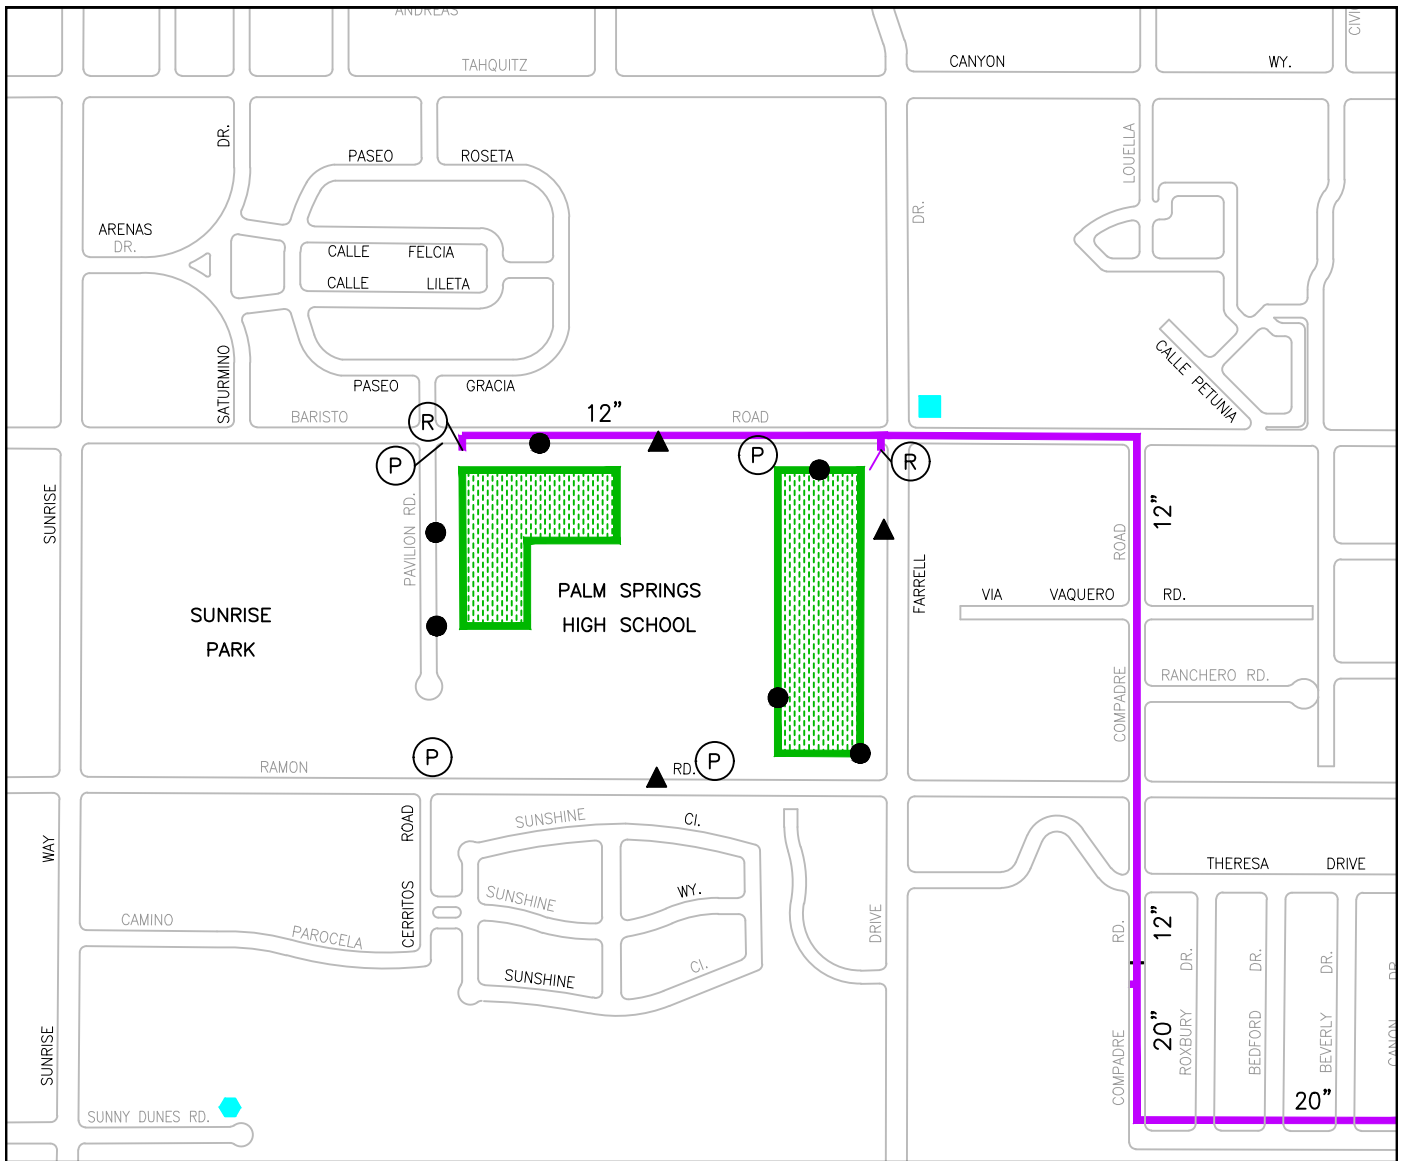 ANDREAS
CIVIC
TAHQUITZ
CANYON WY.
DR.
LOUELLA
PASEO ROSETA
DR.
ARENAS
DR.
CALLE FELCIA
CALLE LILETA
SATURMINO
CALLE PETUNIA
PASEO GRACIA
BARISTO
R
12"
ROAD
P
P
R
SUNRISE
PAVILION RD.
12"
ROAD
PALM SPRINGS
HIGH SCHOOL
FARRELL
VIA VAQUERO RD.
SUNRISE
PARK
COMPADRE
RANCHERO RD.
RAMON
P
RD.
P
WAY
ROAD
SUNSHINE CI.
THERESA DRIVE
SUNSHINE WY.
CERRITOS
CAMINO
PAROCELA
DRIVE
RD.
12"
DR.
DR.
DR.
DR.
SUNSHINE
CI.
SUNRISE
COMPADRE
20"
ROXBURY
BEDFORD
BEVERLY
CANON
20"
SUNNY DUNES RD.